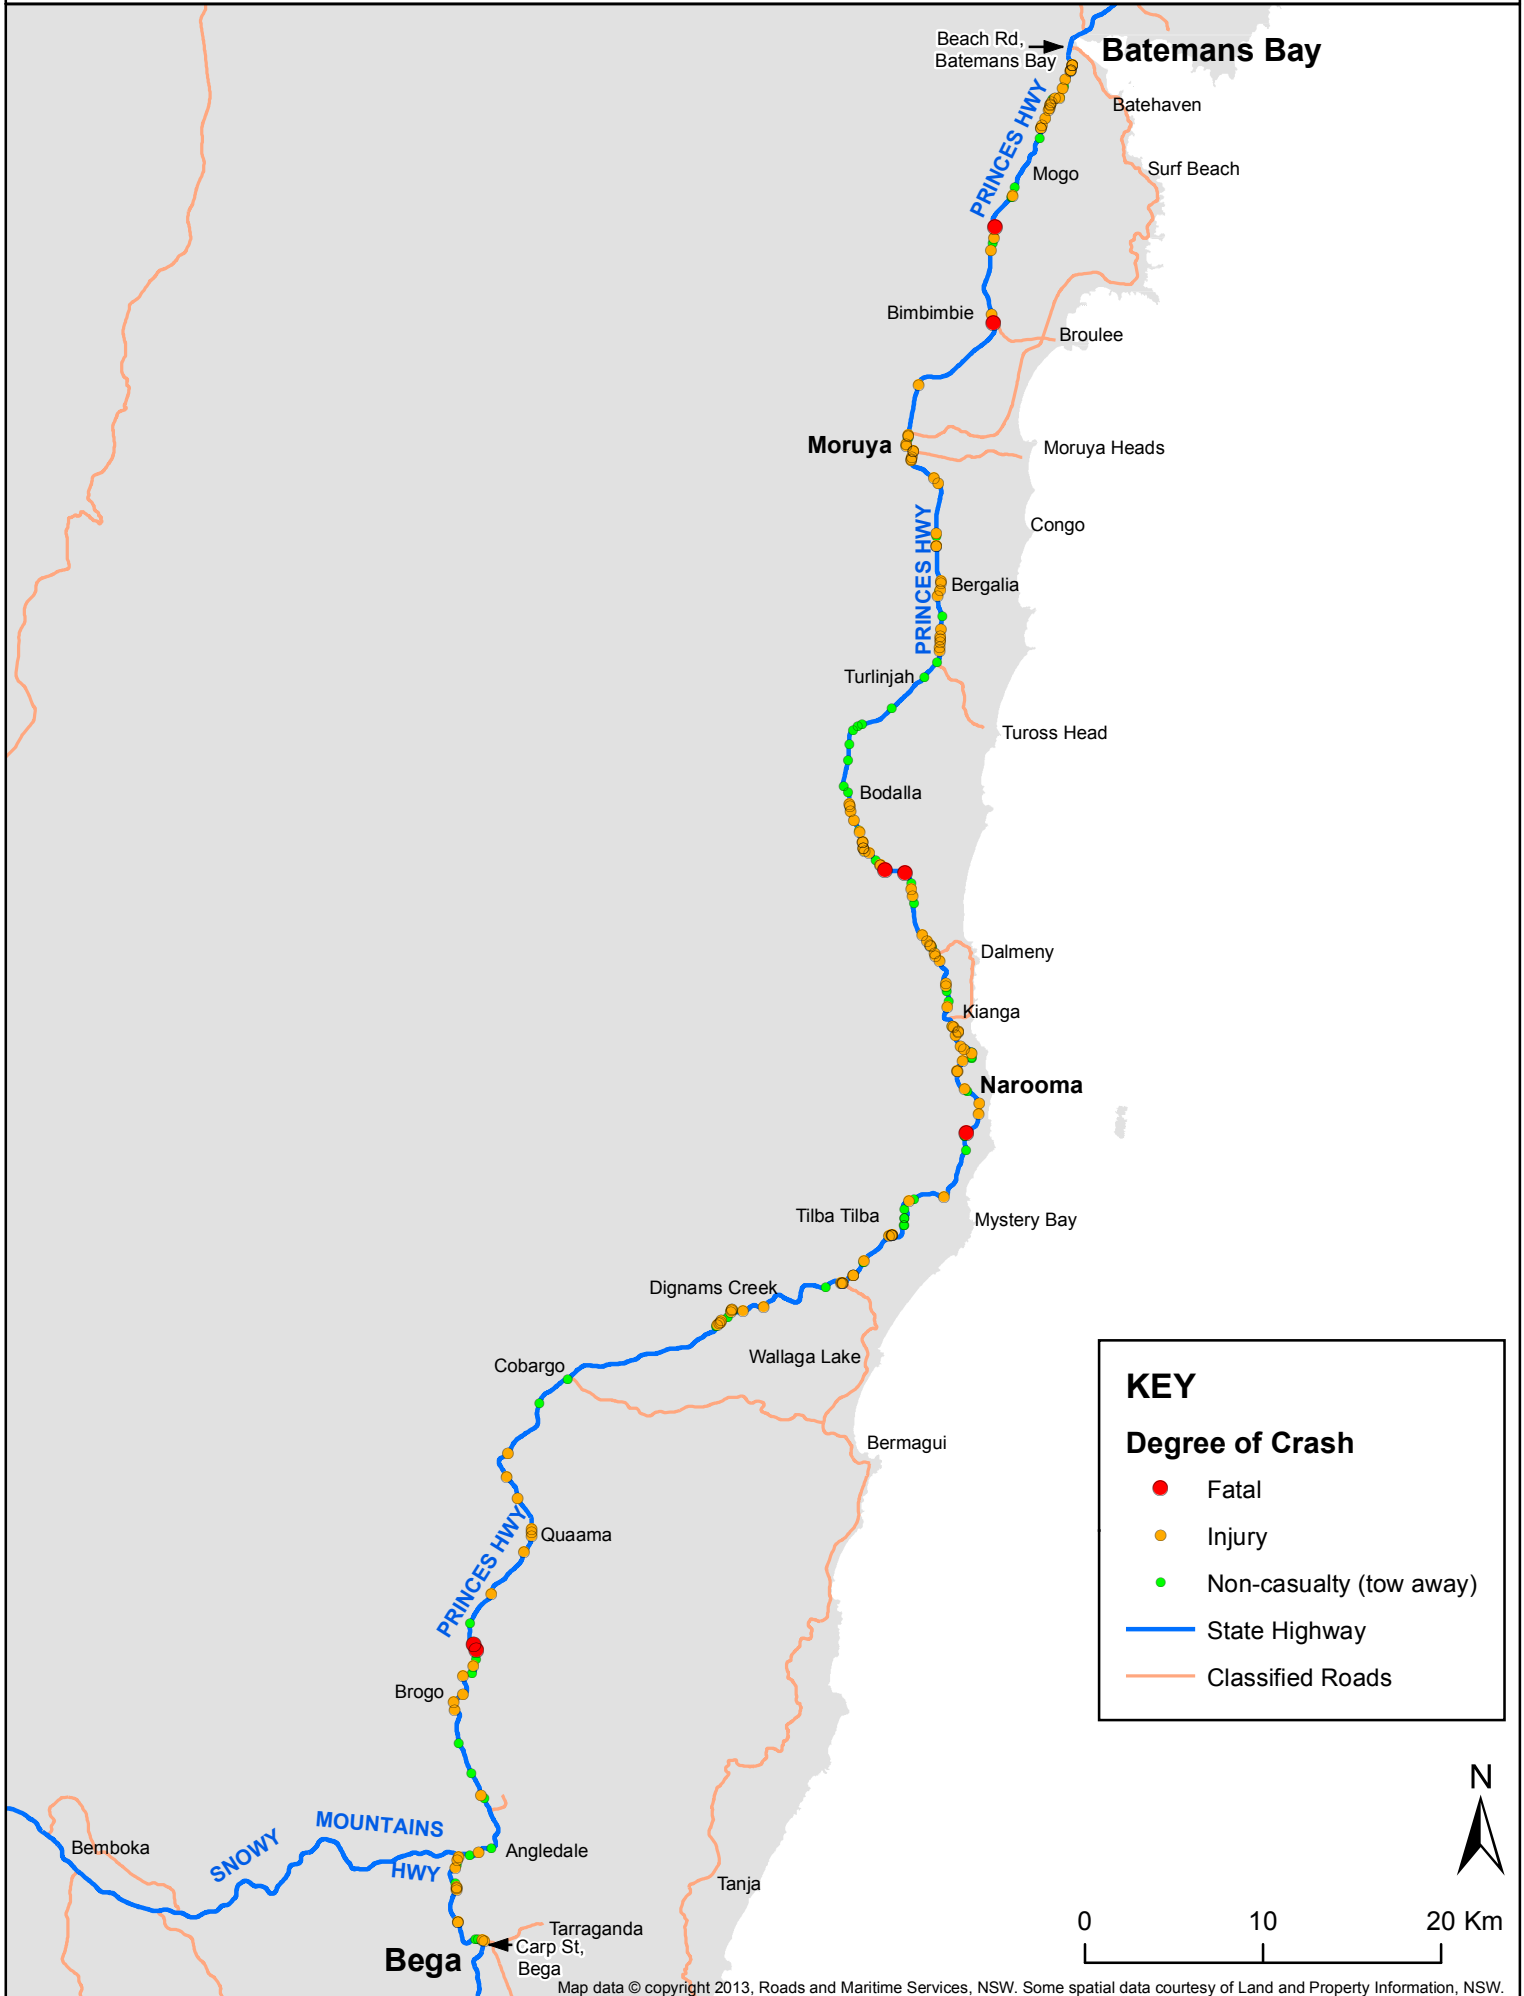 Beach Rd,
Batemans Bay
Batemans Bay
Batehaven
PRINCES HWY
Surf Beach
Mogo
Bimbimbie
Broulee
Moruya
Moruya Heads
Congo
PRINCES HWY
Bergalia
Turlinjah
Tuross Head
Bodalla
Dalmeny
Kianga
Narooma
Tilba Tilba
Mystery Bay
Dignams Creek
Wallaga Lake
Cobargo
Bermagui
Quaama
PRINCES HWY
Brogo
KEY
Degree of Crash
Fatal
Injury
Non-casualty (tow away)
State Highway
Classified Roads
N
SNOWY MOUNTAINS HWY
Bemboka
Angledale
Tanja
Tarraganda
Carp St,
Bega
Bega
0 10 20 Km
Map data © copyright 2013, Roads and Maritime Services, NSW. Some spatial data courtesy of Land and Property Information, NSW.